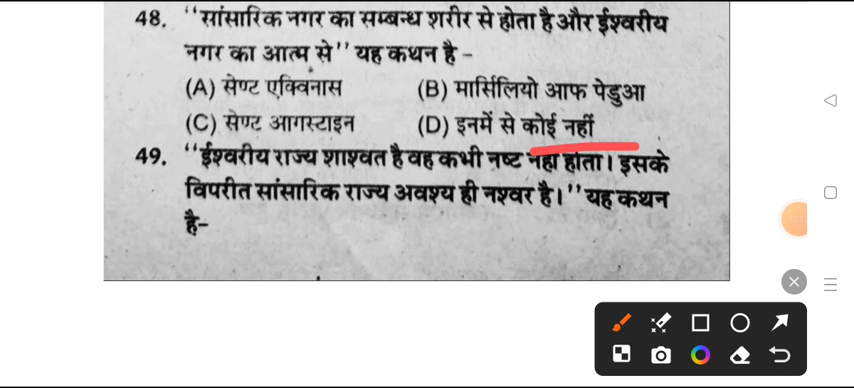 48. ‘‘सांसारिक नगर का सम्बन्ध शरीर से होता है और ईश्वरीय
नगर का आत्म से’’ यह कथन है –
(A) सेण्ट एक्विनास (B) मार्सिलियो आफ पेडुआ
(C) सेण्ट आगस्टाइन (D) इनमें से कोई नहीं
49. ‘‘ईश्वरीय राज्य शाश्वत है वह कभी नष्ट नहीं होता। इसके
विपरीत सांसारिक राज्य अवश्य ही नश्वर है।’’ यह कथन
है–